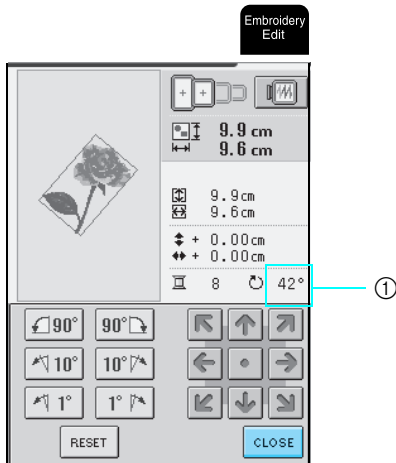 Embroidery
Edit
9.9 cm
9.6 cm
9.9cm
9.6cm
+ 0.00cm
+ 0.00cm
8 42°
①
90° 90°
10° 10°
1° 1°
RESET CLOSE